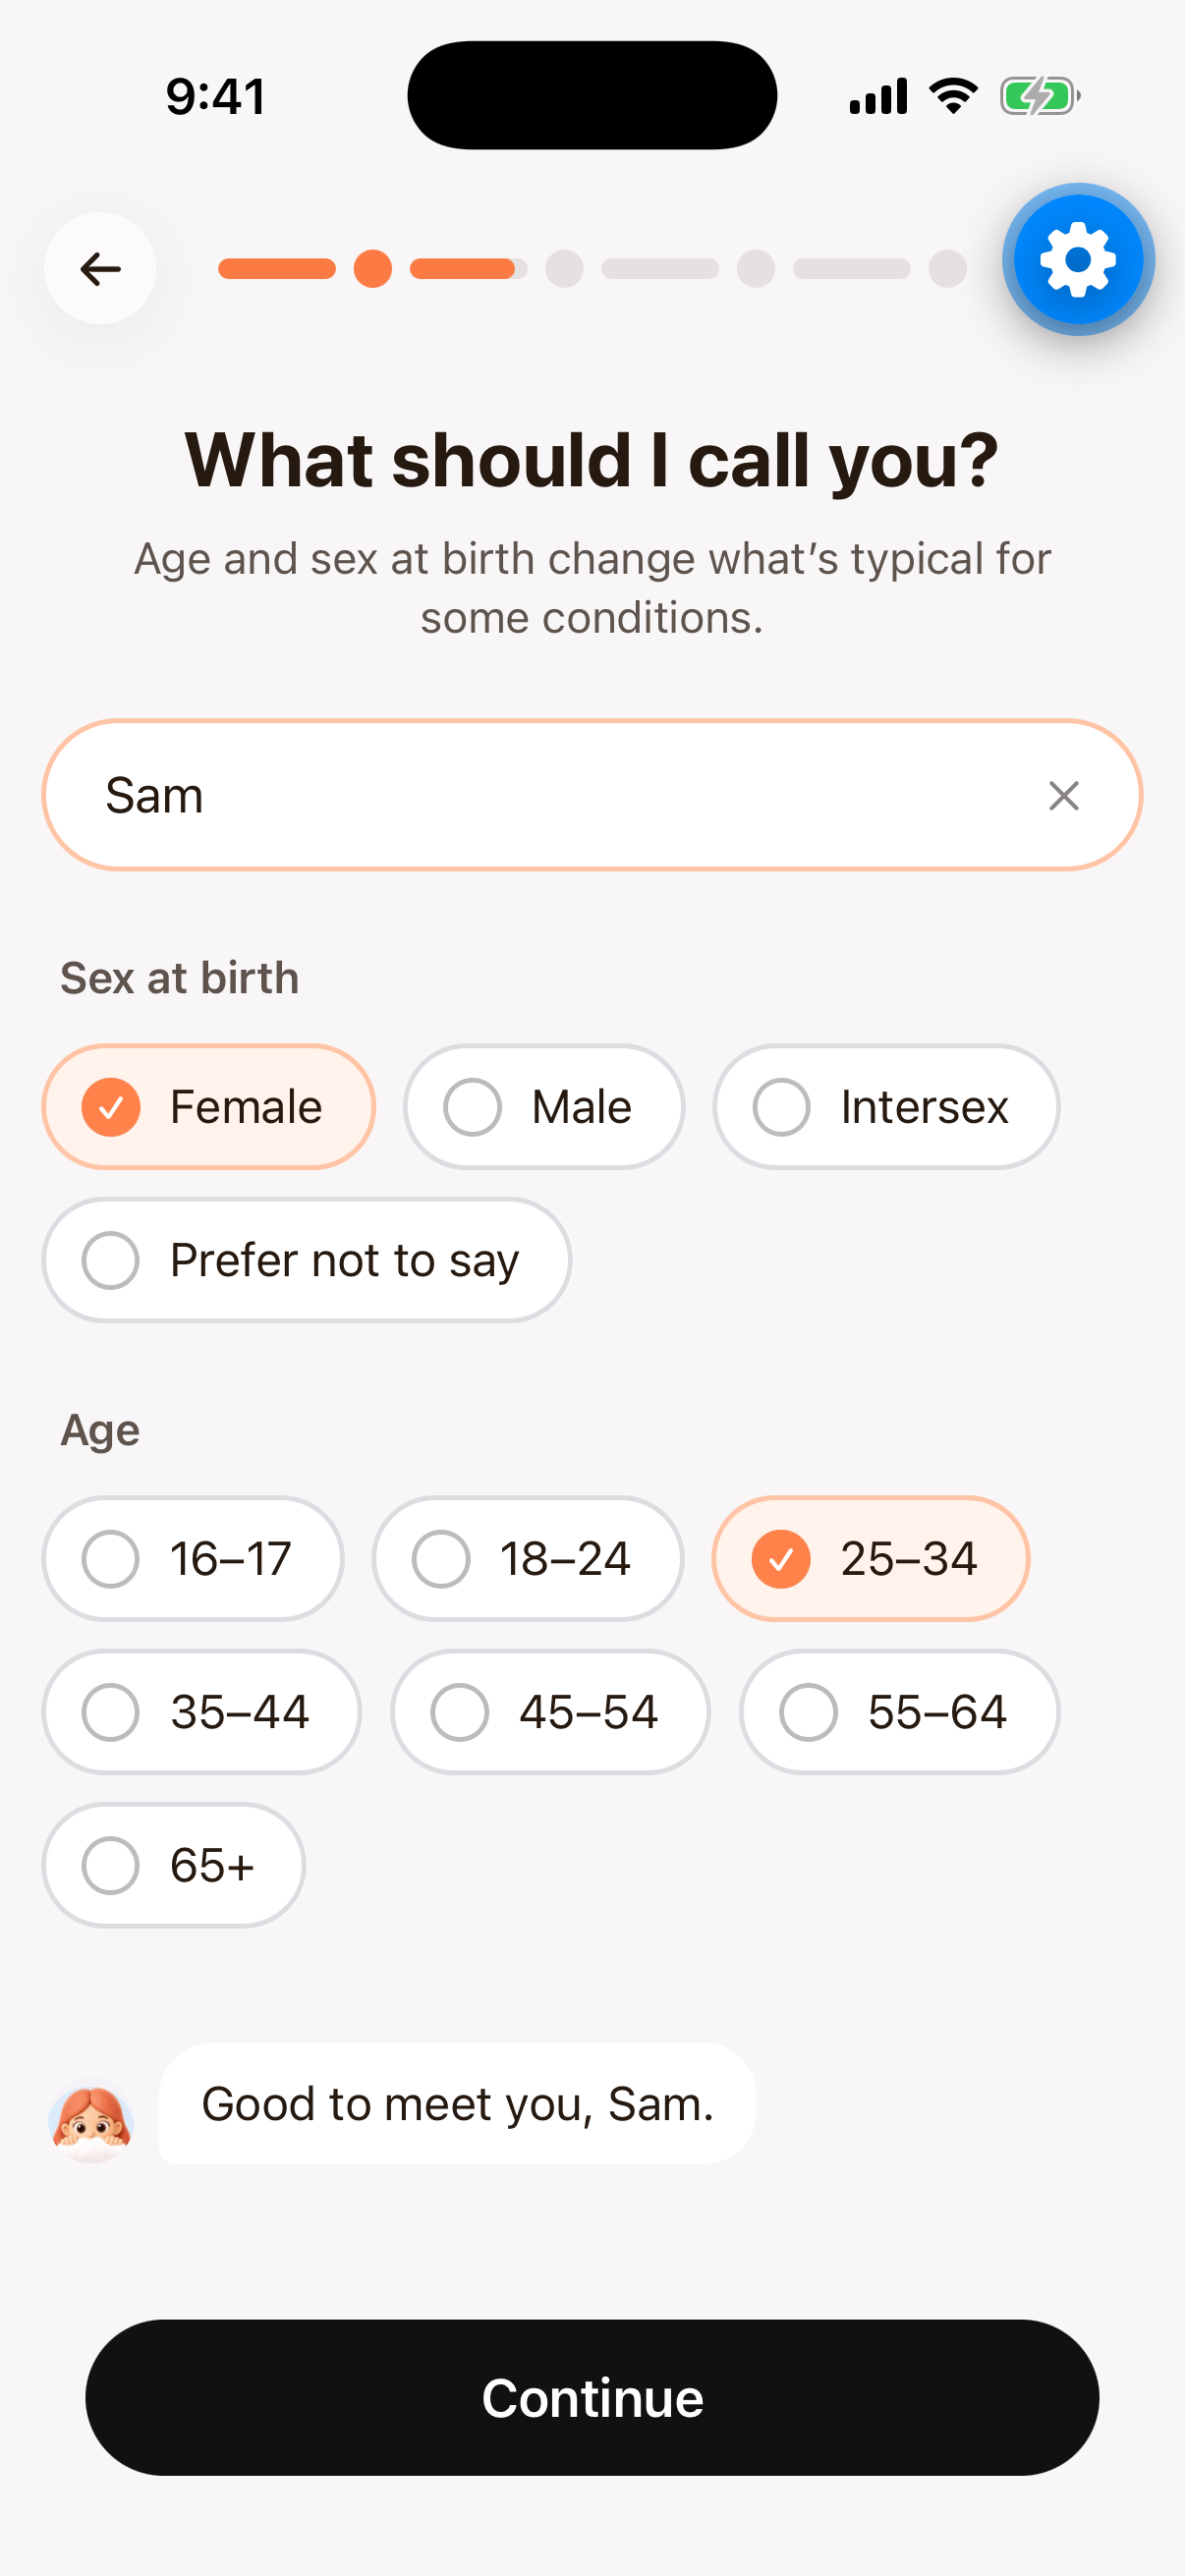 9:41
What should I call you?
Age and sex at birth change what’s typical for
some conditions.
Sam
Sex at birth
Female
Male
Intersex
Prefer not to say
Age
16–17
18–24
25–34
35–44
45–54
55–64
65+
Good to meet you, Sam.
Continue